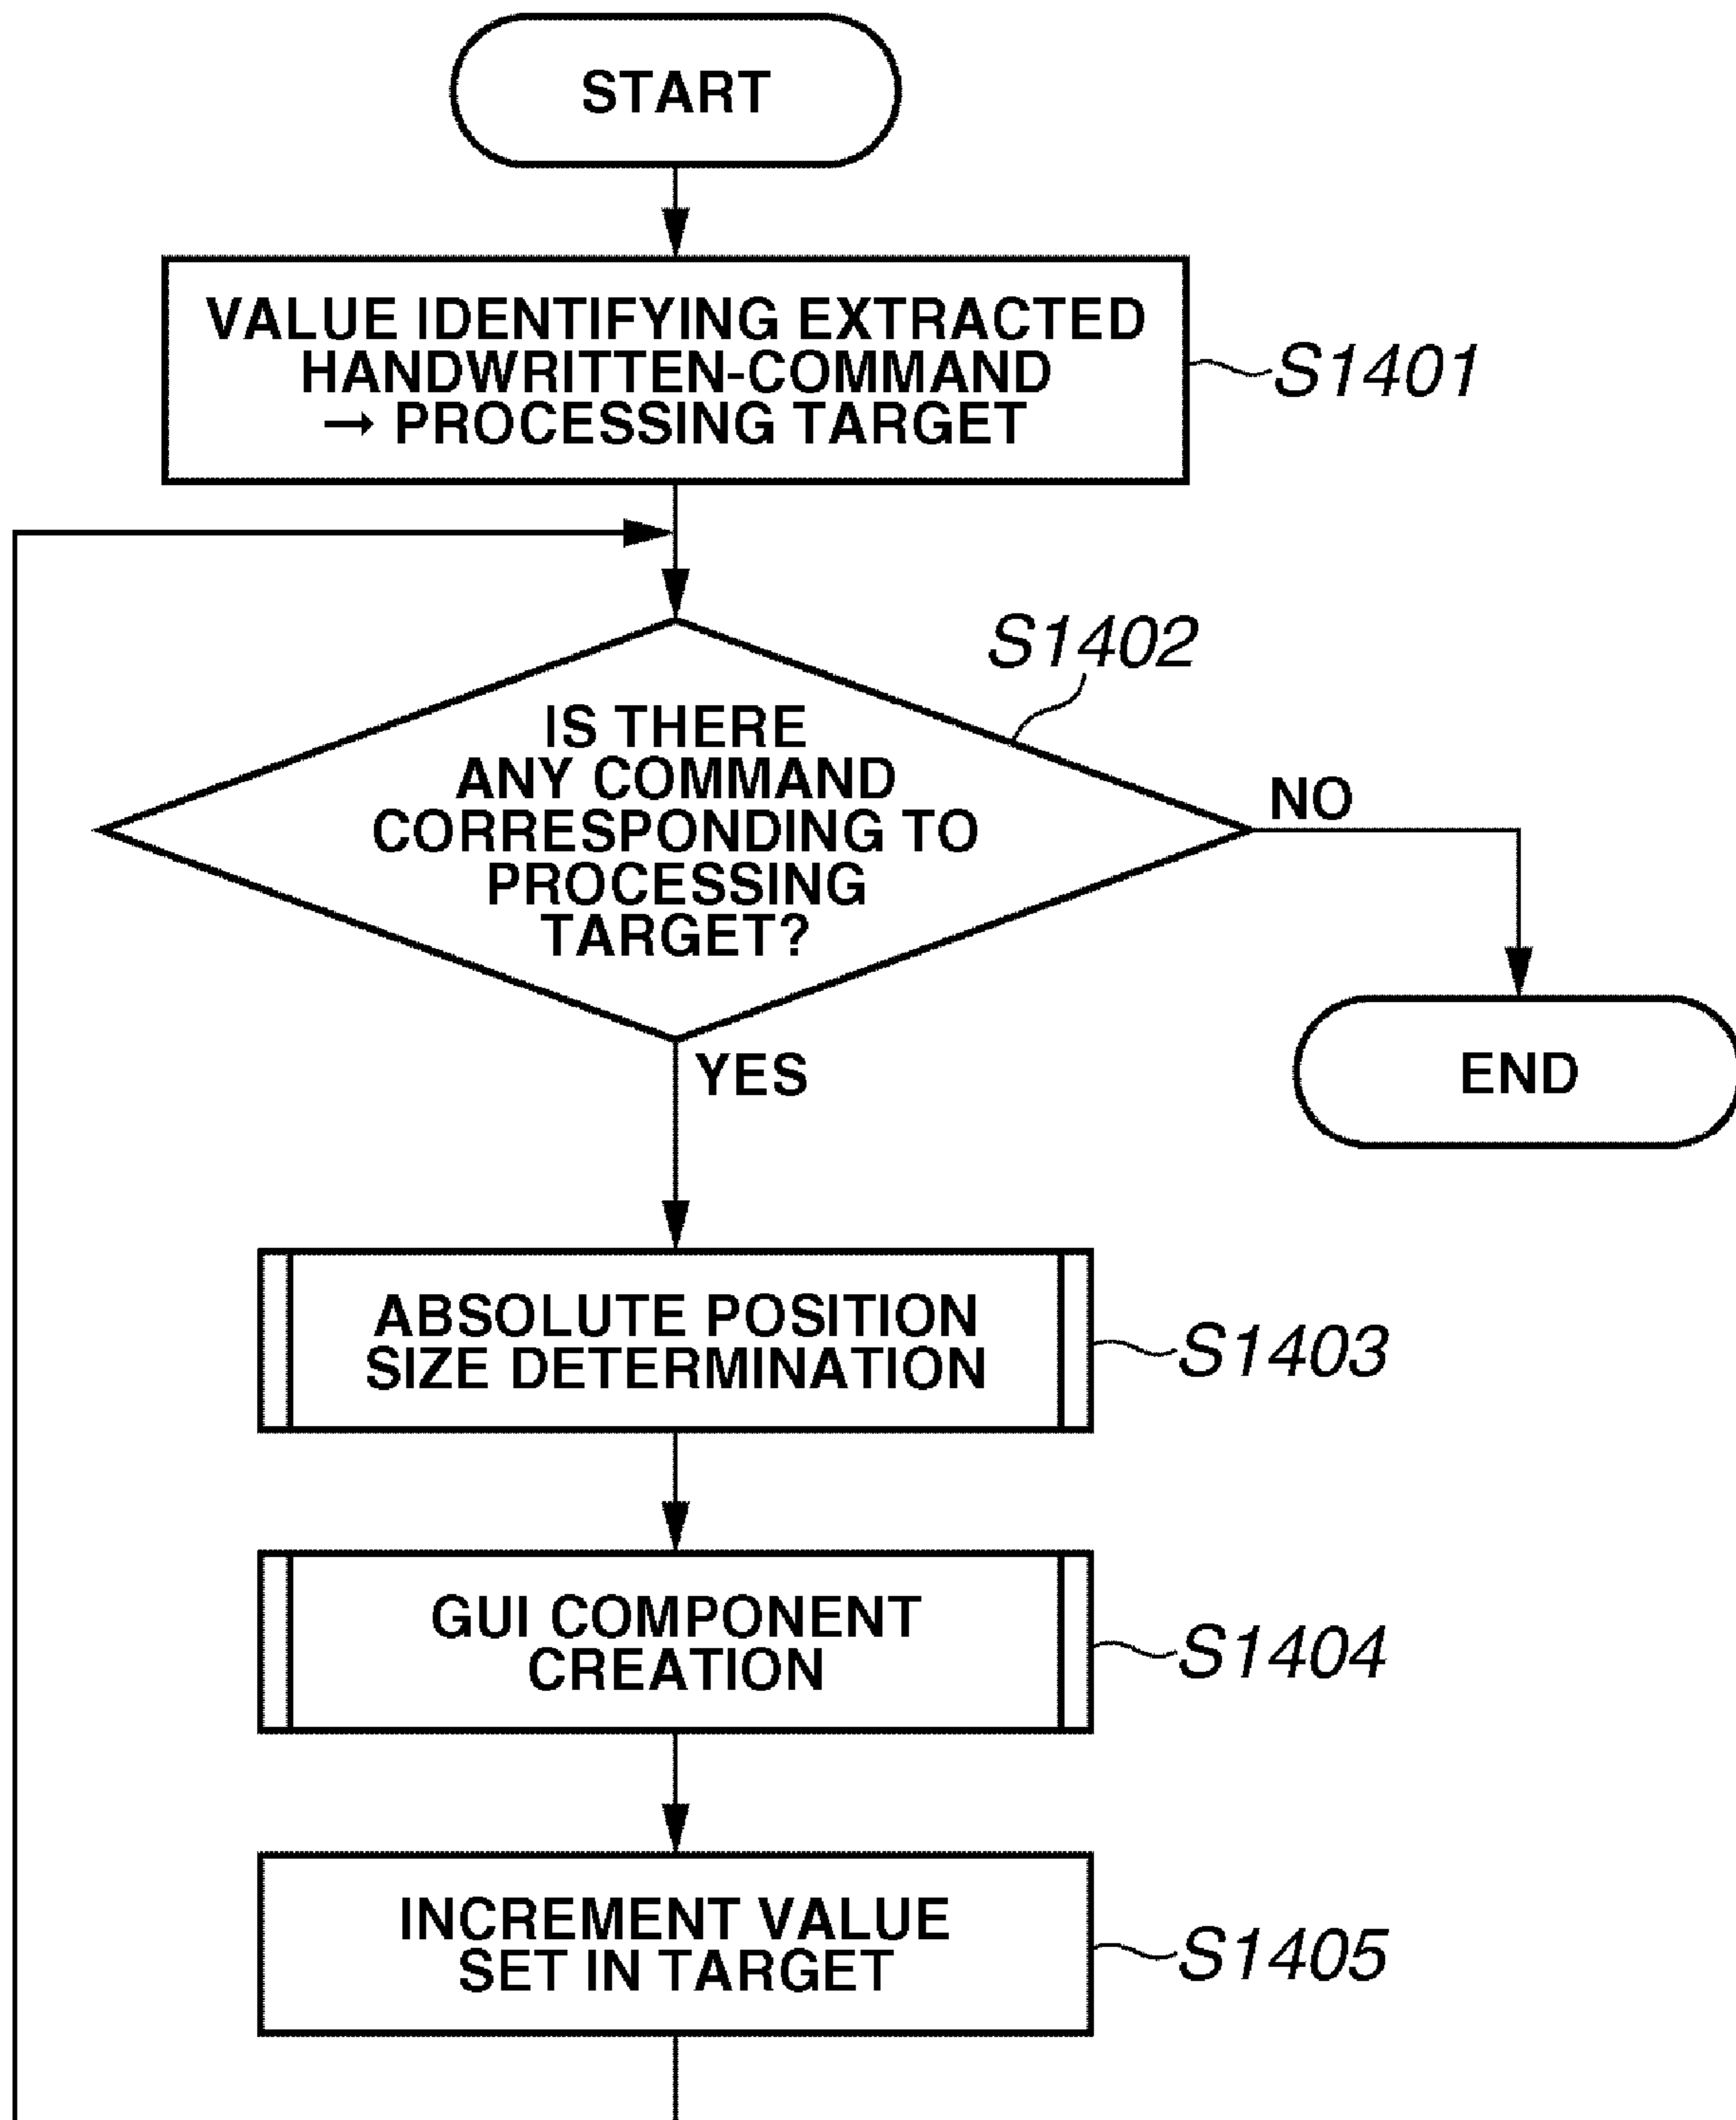 START
VALUE IDENTIFYING EXTRACTED
HANDWRITTEN-COMMAND
→ PROCESSING TARGET
S1401
S1402
IS THERE
ANY COMMAND
CORRESPONDING TO
PROCESSING
TARGET?
NO
YES
END
ABSOLUTE POSITION
SIZE DETERMINATION
S1403
GUI COMPONENT
CREATION
S1404
INCREMENT VALUE
SET IN TARGET
S1405